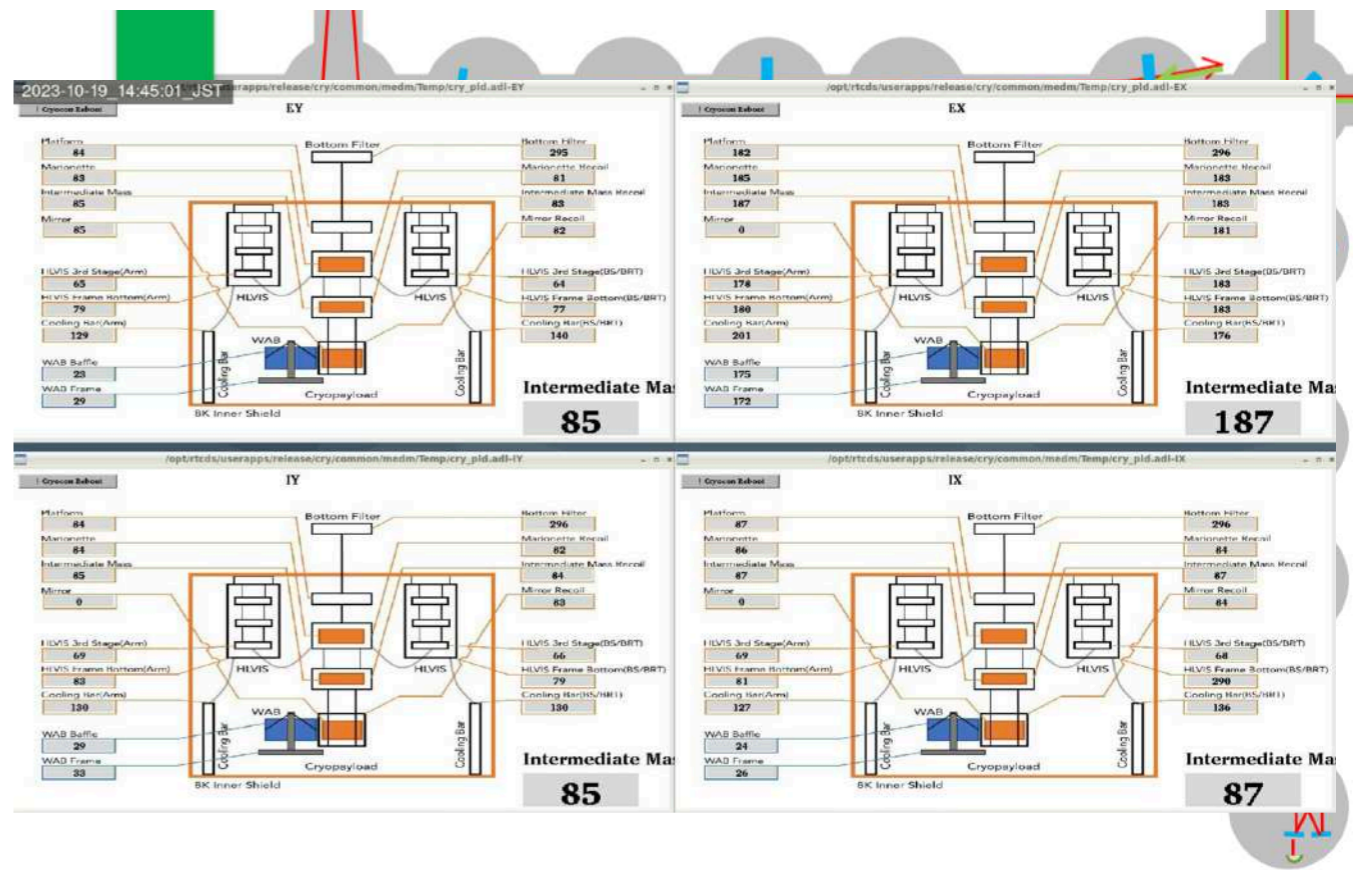 2023-10-19_14:45:01_JST
erapps/release/cry/common/medm/Temp/cry_pld.adl-EY
! Cryocon Reboot
EY
Platform
84
Marionette
83
Intermediate Mass
85
Mirror
85
HLVIS 3rd Stage(Arm)
65
HLVIS Frame Bottom(Arm)
79
Cooling Bar(Arm)
129
WAB Baffle
23
WAB Frame
29
Bottom Filter
HLVIS
HLVIS
WAB
Cooling Bar
Cooling Bar
Cryopayload
8K Inner Shield
Bottom Filter
295
Marionette Recoil
81
Intermediate Mass Recoil
83
Mirror Recoil
82
HLVIS 3rd Stage(BS/BRT)
64
HLVIS Frame Bottom(BS/BRT)
77
Cooling Bar(BS/BRT)
140
Intermediate Ma
85
/opt/rtcds/userapps/release/cry/common/medm/Temp/cry_pld.adl-EX
! Cryocon Reboot
EX
Platform
182
Marionette
185
Intermediate Mass
187
Mirror
0
HLVIS 3rd Stage(Arm)
178
HLVIS Frame Bottom(Arm)
180
Cooling Bar(Arm)
201
WAB Baffle
175
WAB Frame
172
Bottom Filter
HLVIS
HLVIS
WAB
Cooling Bar
Cooling Bar
Cryopayload
8K Inner Shield
Bottom Filter
296
Marionette Recoil
183
Intermediate Mass Recoil
183
Mirror Recoil
181
HLVIS 3rd Stage(BS/BRT)
183
HLVIS Frame Bottom(BS/BRT)
183
Cooling Bar(BS/BRT)
176
Intermediate Ma
187
/opt/rtcds/userapps/release/cry/common/medm/Temp/cry_pld.adl-IY
! Cryocon Reboot
IY
Platform
84
Marionette
84
Intermediate Mass
85
Mirror
0
HLVIS 3rd Stage(Arm)
69
HLVIS Frame Bottom(Arm)
83
Cooling Bar(Arm)
130
WAB Baffle
29
WAB Frame
33
Bottom Filter
HLVIS
HLVIS
WAB
Cooling Bar
Cooling Bar
Cryopayload
8K Inner Shield
Bottom Filter
296
Marionette Recoil
82
Intermediate Mass Recoil
84
Mirror Recoil
83
HLVIS 3rd Stage(BS/BRT)
66
HLVIS Frame Bottom(BS/BRT)
79
Cooling Bar(BS/BRT)
130
Intermediate Ma
85
/opt/rtcds/userapps/release/cry/common/medm/Temp/cry_pld.adl-IX
! Cryocon Reboot
IX
Platform
87
Marionette
86
Intermediate Mass
87
Mirror
0
HLVIS 3rd Stage(Arm)
69
HLVIS Frame Bottom(Arm)
81
Cooling Bar(Arm)
127
WAB Baffle
24
WAB Frame
26
Bottom Filter
HLVIS
HLVIS
WAB
Cooling Bar
Cooling Bar
Cryopayload
8K Inner Shield
Bottom Filter
296
Marionette Recoil
84
Intermediate Mass Recoil
87
Mirror Recoil
84
HLVIS 3rd Stage(BS/BRT)
68
HLVIS Frame Bottom(BS/BRT)
290
Cooling Bar(BS/BRT)
136
Intermediate Ma
87